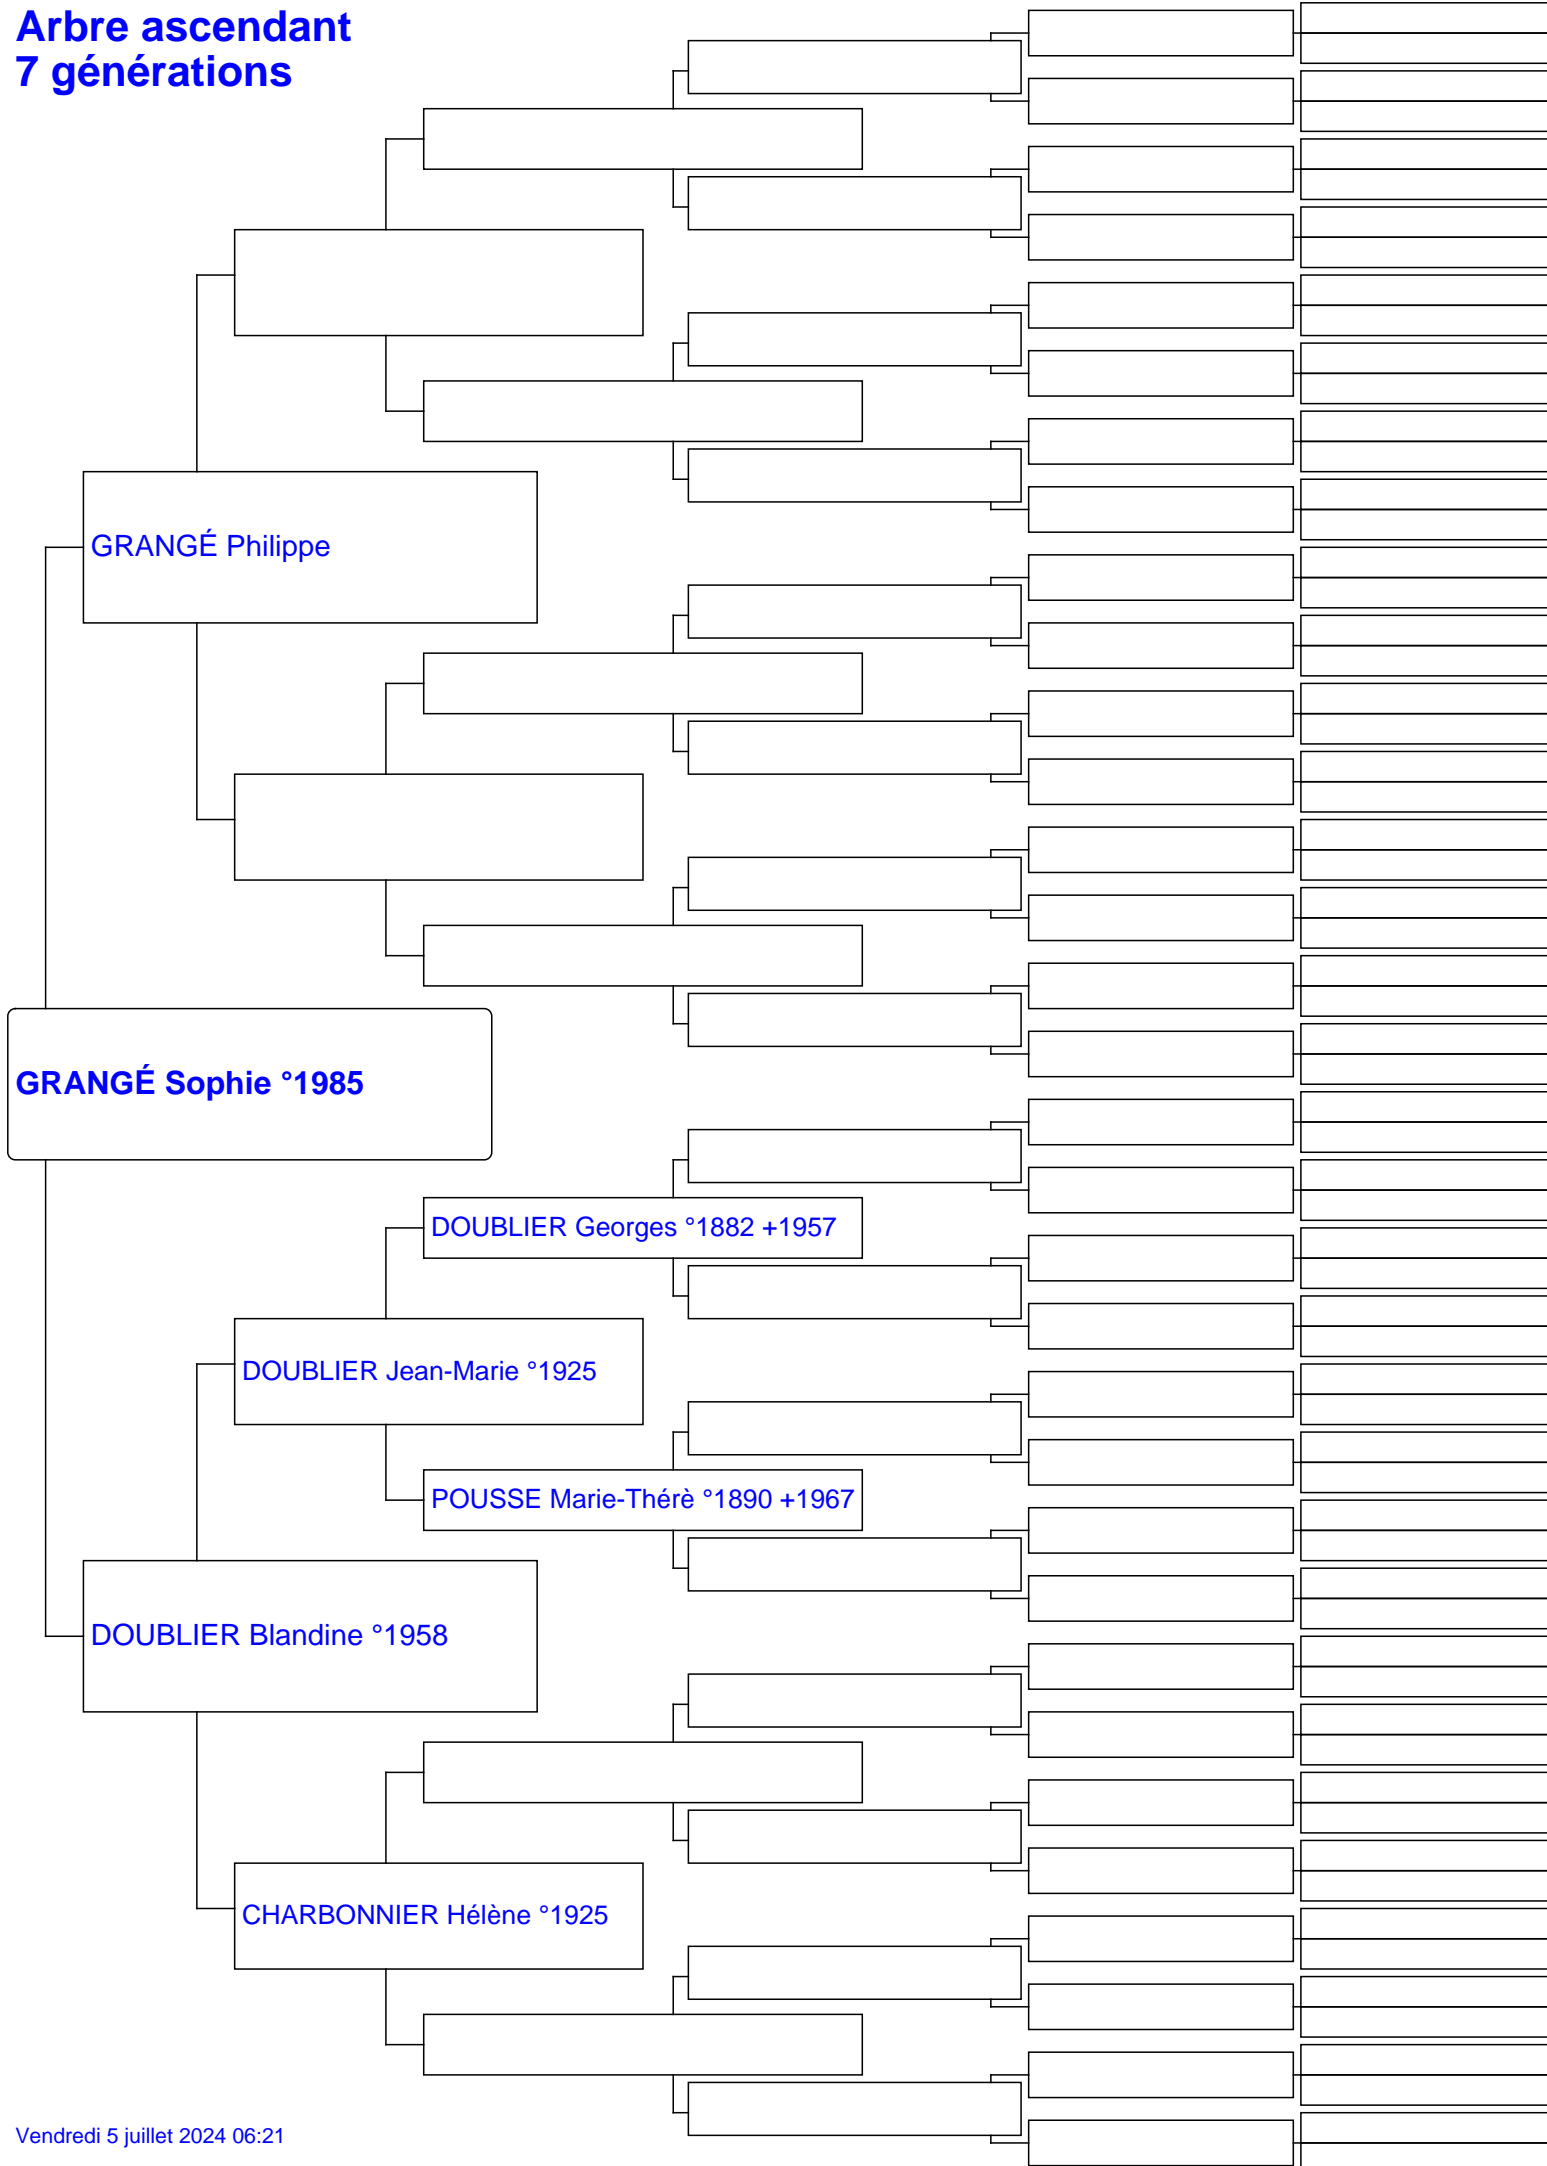 Arbre ascendant
7 générations
GRANGÉ Philippe
GRANGÉ Sophie °1985
DOUBLIER Georges °1882 +1957
DOUBLIER Jean-Marie °1925
POUSSE Marie-Thérè °1890 +1967
DOUBLIER Blandine °1958
CHARBONNIER Hélène °1925
Vendredi 5 juillet 2024 06:21